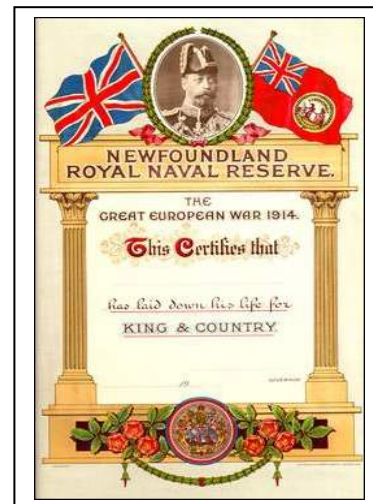 NEWFOUNDLAND
ROYAL NAVAL RESERVE.
THE
GREAT EUROPEAN WAR 1914.
This Certifies that
has laid down his life for
KING & COUNTRY.
19
GOVERNOR